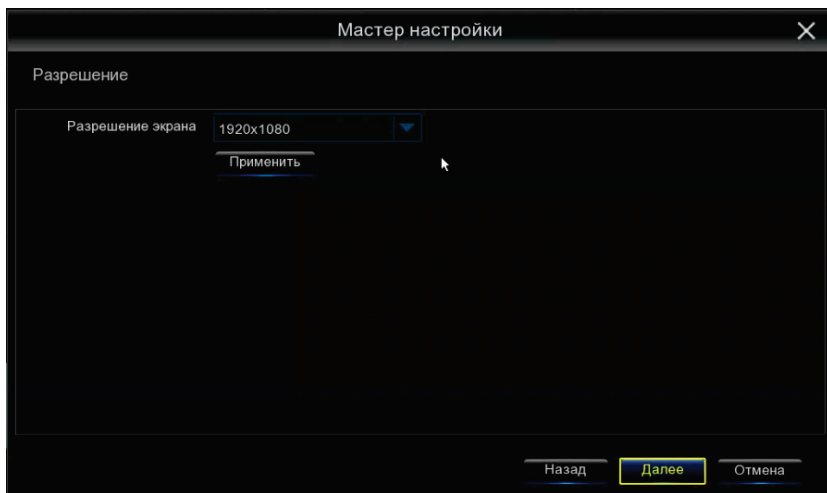 Мастер настройки
Разрешение
Разрешение экрана 1920x1080
Применить
Назад Далее Отмена